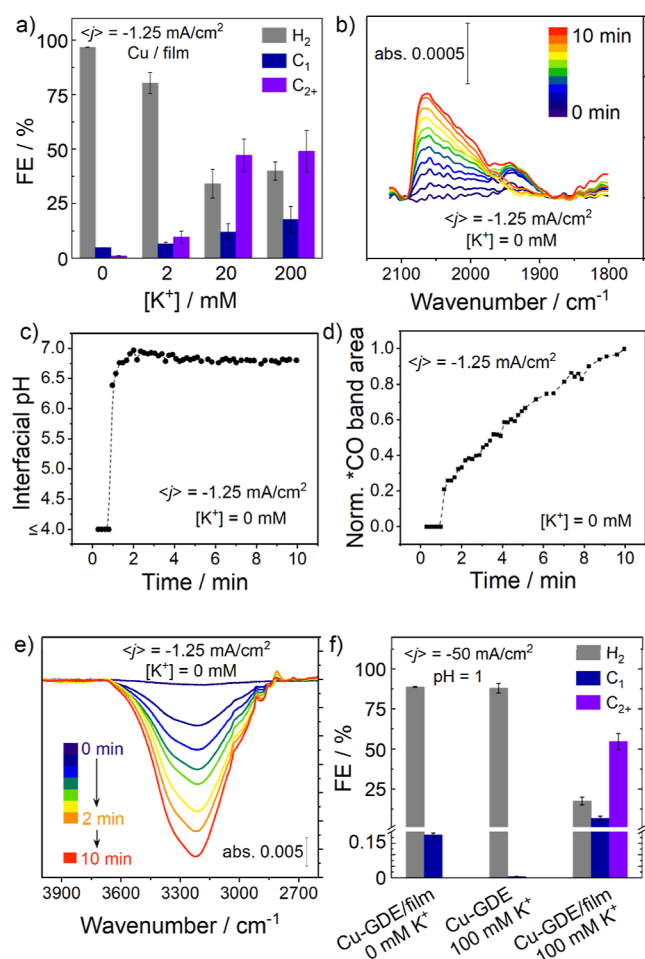 a)
<j> = -1.25 mA/cm²
Cu / film
H₂
C₁
C₂₊
FE / %
100
75
50
25
0
0 2 20 200
[K⁺] / mM
b)
abs. 0.0005
10 min
0 min
<j> = -1.25 mA/cm²
[K⁺] = 0 mM
2100 2000 1900 1800
Wavenumber / cm⁻¹
c)
Interfacial pH
7.0
6.5
6.0
5.5
5.0
4.5
≤ 4.0
<j> = -1.25 mA/cm²
[K⁺] = 0 mM
0 2 4 6 8 10
Time / min
d)
Norm. *CO band area
1.0
0.8
0.6
0.4
0.2
0.0
<j> = -1.25 mA/cm²
[K⁺] = 0 mM
0 2 4 6 8 10
Time / min
e)
<j> = -1.25 mA/cm²
[K⁺] = 0 mM
0 min
2 min
10 min
abs. 0.005
3900 3600 3300 3000 2700
Wavenumber / cm⁻¹
f)
<j> = -50 mA/cm²
pH = 1
H₂
C₁
C₂₊
FE / %
100
75
50
25
0.15
0
Cu-GDE/film
0 mM K⁺
Cu-GDE
100 mM K⁺
Cu-GDE/film
100 mM K⁺